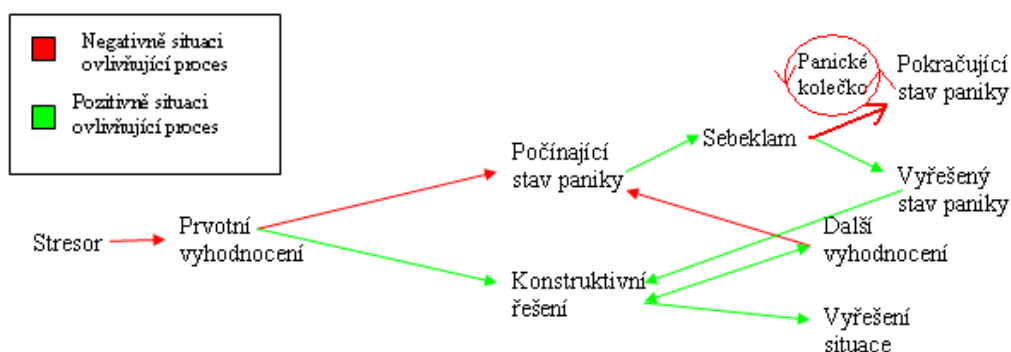 Negativně situaci
ovlivňující proces
Pozitivně situaci
ovlivňující proces
Panické
kolečko
Pokračující
stav paniky
Sebeklam
Počínající
stav paniky
Vyřešený
stav paniky
Stresor
Prvotní
vyhodnocení
Další
vyhodnocení
Konstruktivní
řešení
Vyřešení
situace